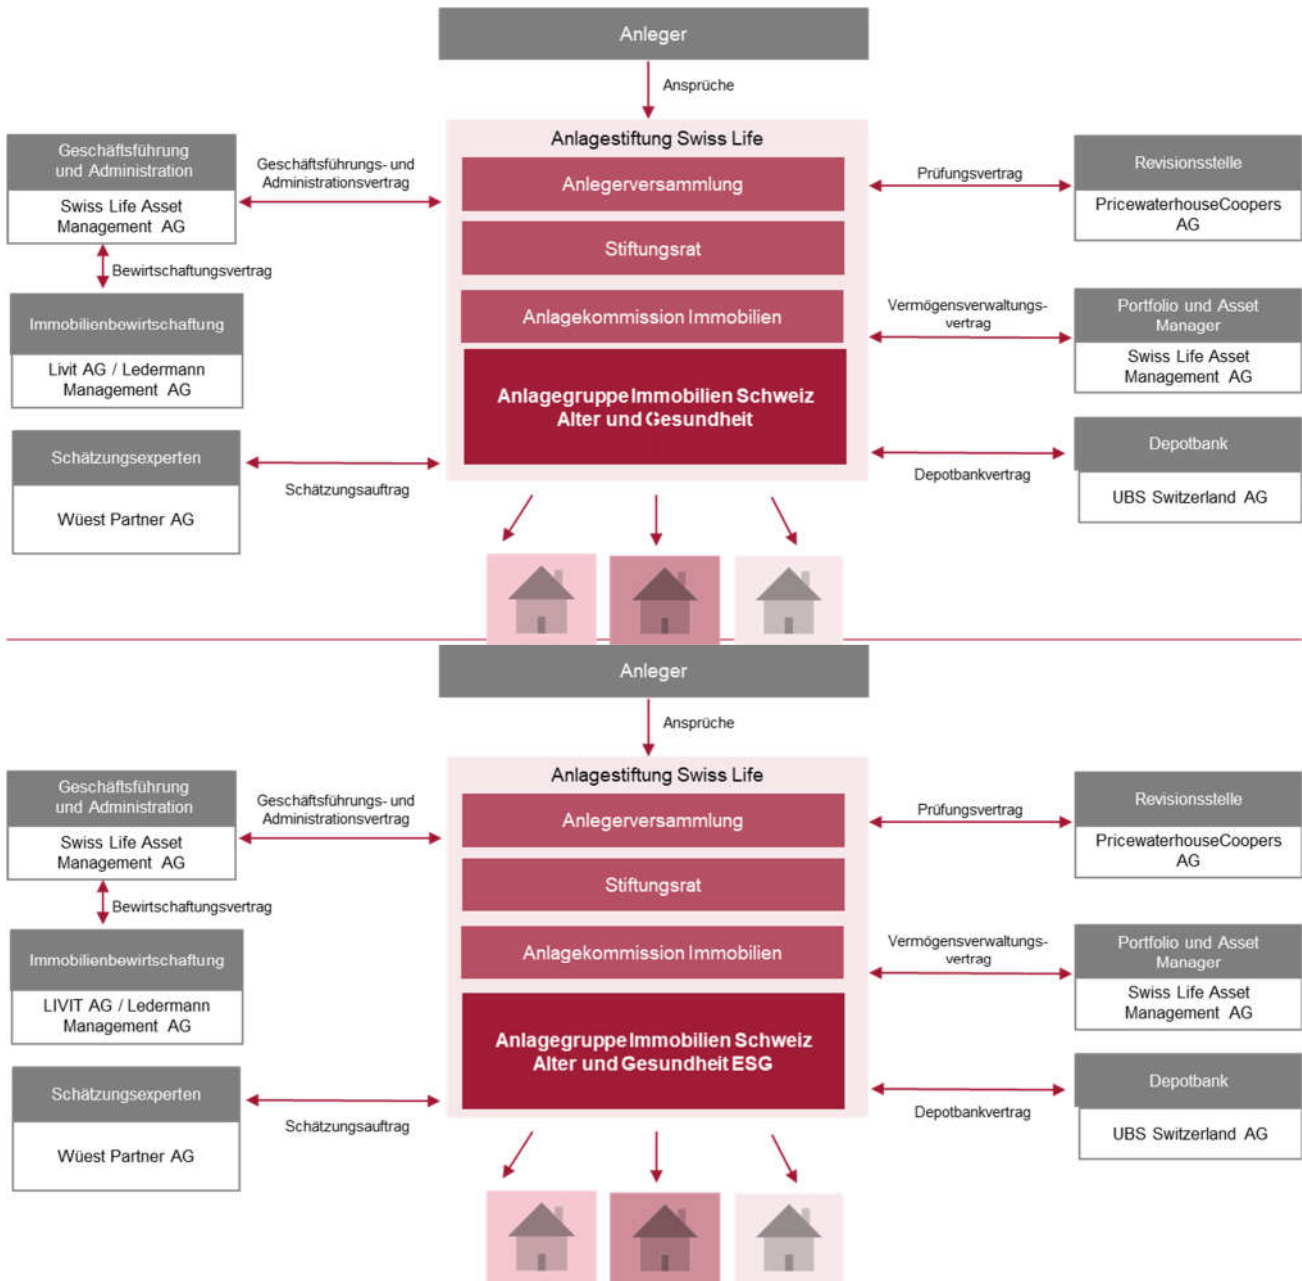 Anleger
Ansprüche
Anlagestiftung Swiss Life
Anlegerversammlung
Stiftungsrat
Anlagekommission Immobilien
Anlagegruppe Immobilien Schweiz
Alter und Gesundheit
Geschäftsführung
und Administration
Swiss Life Asset
Management AG
Geschäftsführungs- und
Administrationsvertrag
Bewirtschaftungsvertrag
Immobilienbewirtschaftung
Livit AG / Ledermann
Management AG
Schätzungsexperten
Wüest Partner AG
Schätzungsauftrag
Prüfungsvertrag
Revisionsstelle
PricewaterhouseCoopers
AG
Vermögensverwaltungs-
vertrag
Portfolio und Asset
Manager
Swiss Life Asset
Management AG
Depotbankvertrag
Depotbank
UBS Switzerland AG
Anleger
Ansprüche
Anlagestiftung Swiss Life
Anlegerversammlung
Stiftungsrat
Anlagekommission Immobilien
Anlagegruppe Immobilien Schweiz
Alter und Gesundheit ESG
Geschäftsführung
und Administration
Swiss Life Asset
Management AG
Geschäftsführungs- und
Administrationsvertrag
Bewirtschaftungsvertrag
Immobilienbewirtschaftung
LIVIT AG / Ledermann
Management AG
Schätzungsexperten
Wüest Partner AG
Schätzungsauftrag
Prüfungsvertrag
Revisionsstelle
PricewaterhouseCoopers
AG
Vermögensverwaltungs-
vertrag
Portfolio und Asset
Manager
Swiss Life Asset
Management AG
Depotbankvertrag
Depotbank
UBS Switzerland AG